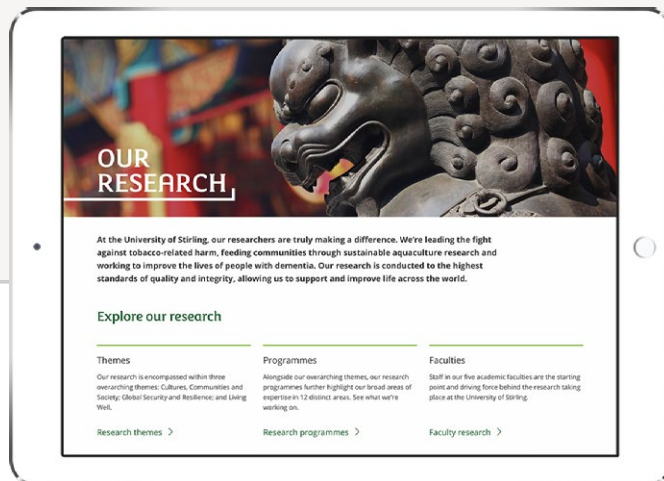 OUR
RESEARCH
At the University of Stirling, our researchers are truly making a difference. We're leading the fight
against tobacco-related harm, feeding communities through sustainable aquaculture research and
working to improve the lives of people with dementia. Our research is conducted to the highest
standards of quality and integrity, allowing us to support and improve life across the world.
Explore our research
Themes
Our research is encompassed within three
overarching themes: Cultures, Communities and
Society; Global Security and Resilience; and Living
Well.
Research themes
Programmes
Alongside our overarching themes, our research
programmes further highlight our broad areas of
expertise in 12 distinct areas. See what we're
working on.
Research programmes
Faculties
Staff in our five academic faculties are the starting
point and driving force behind the research taking
place at the University of Stirling.
Faculty research